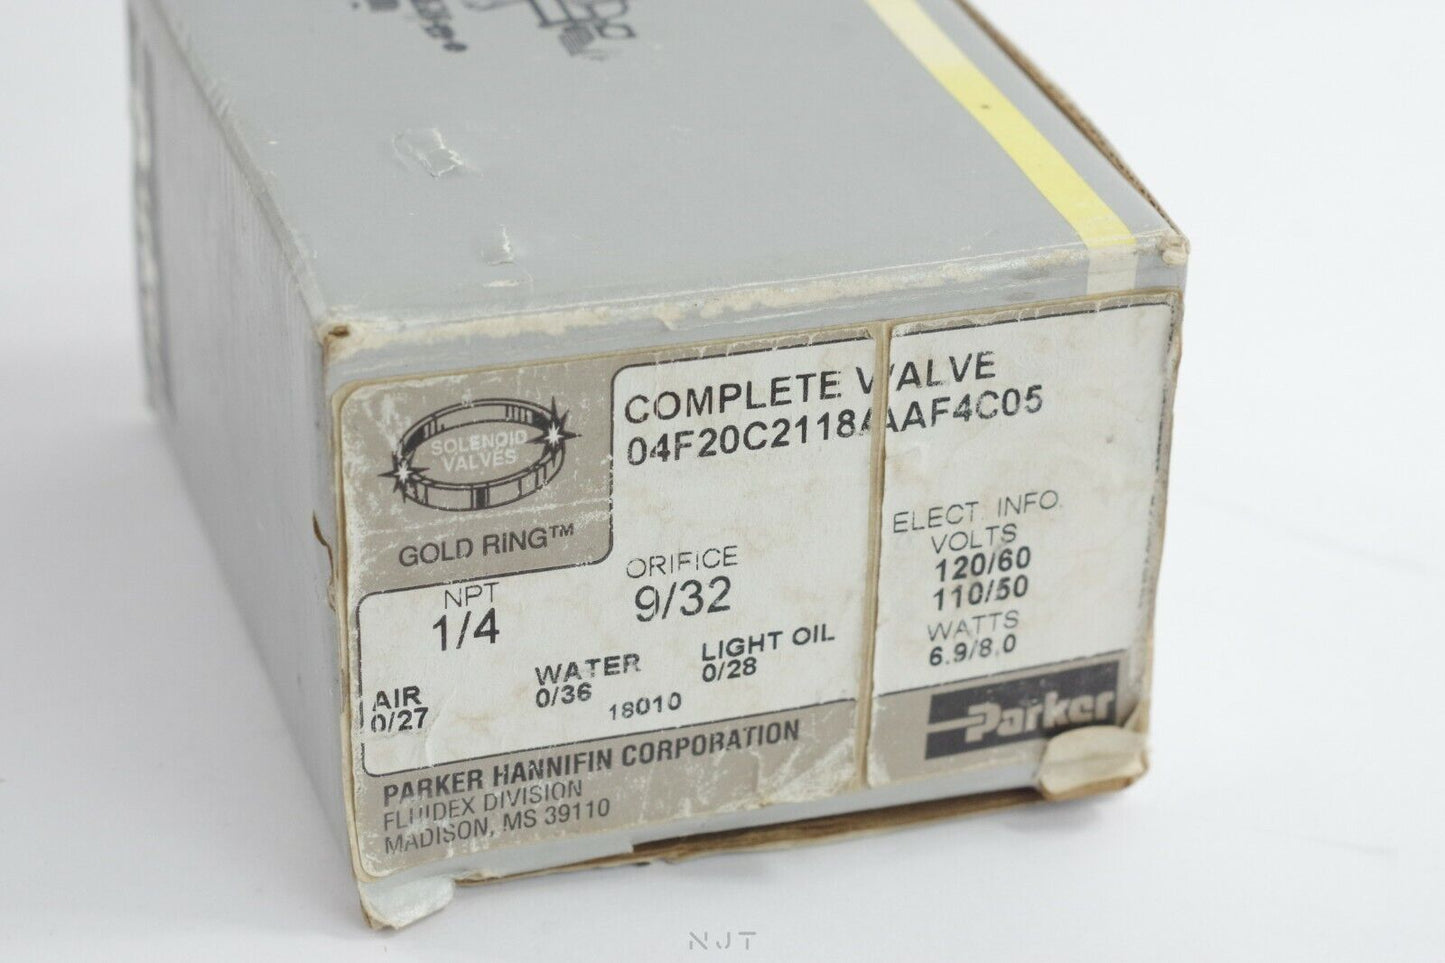 SOLENOID
VALVES
GOLD RING™
COMPLETE VALVE
04F20C2118AAAF4C05
NPT
1/4
ORIFICE
9/32
AIR
0/27
WATER
0/36
18010
LIGHT OIL
0/28
ELECT. INFO.
VOLTS
120/60
110/50
WATTS
6.9/8.0
Parker
PARKER HANNIFIN CORPORATION
FLUIDEX DIVISION
MADISON, MS 39110
NJT